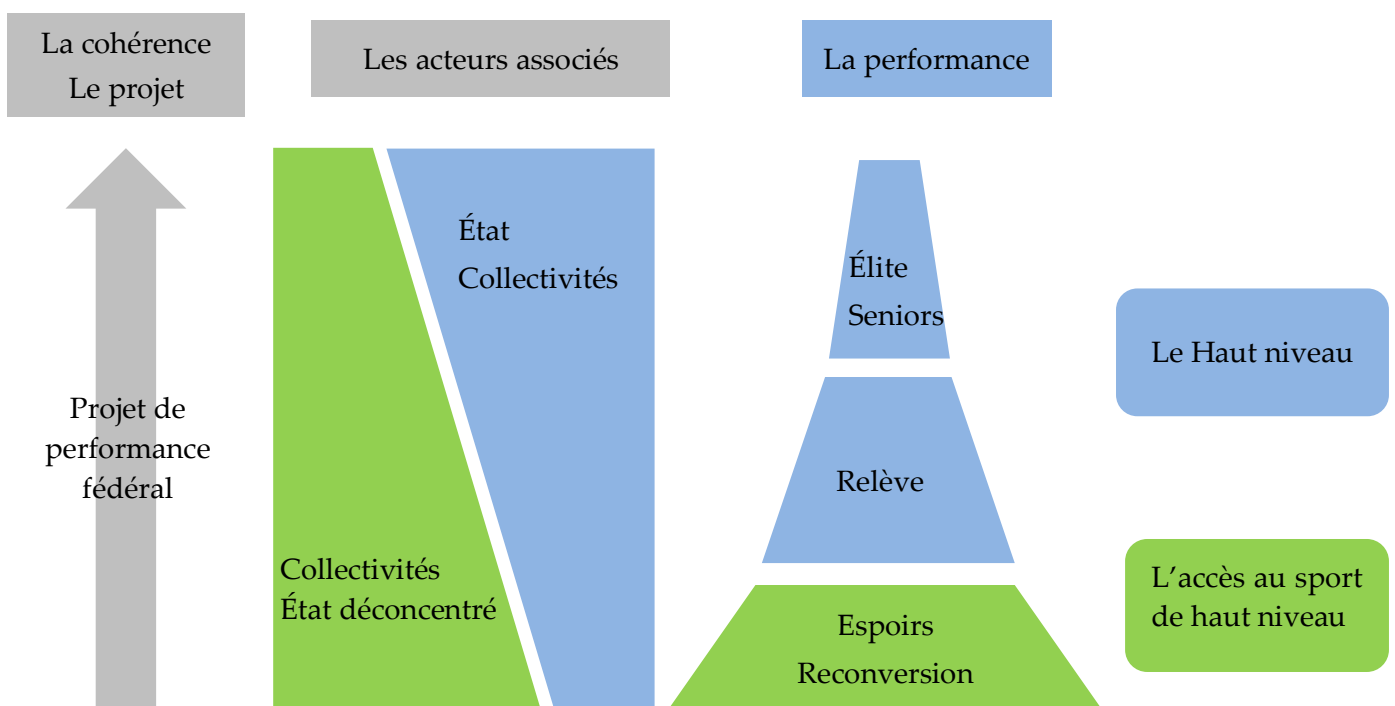 La cohérence
Le projet
Les acteurs associés
La performance
État
Collectivités
Élite
Seniors
Le Haut niveau
Projet de
performance
fédéral
Relève
Collectivités
État déconcentré
L’accès au sport
de haut niveau
Espoirs
Reconversion